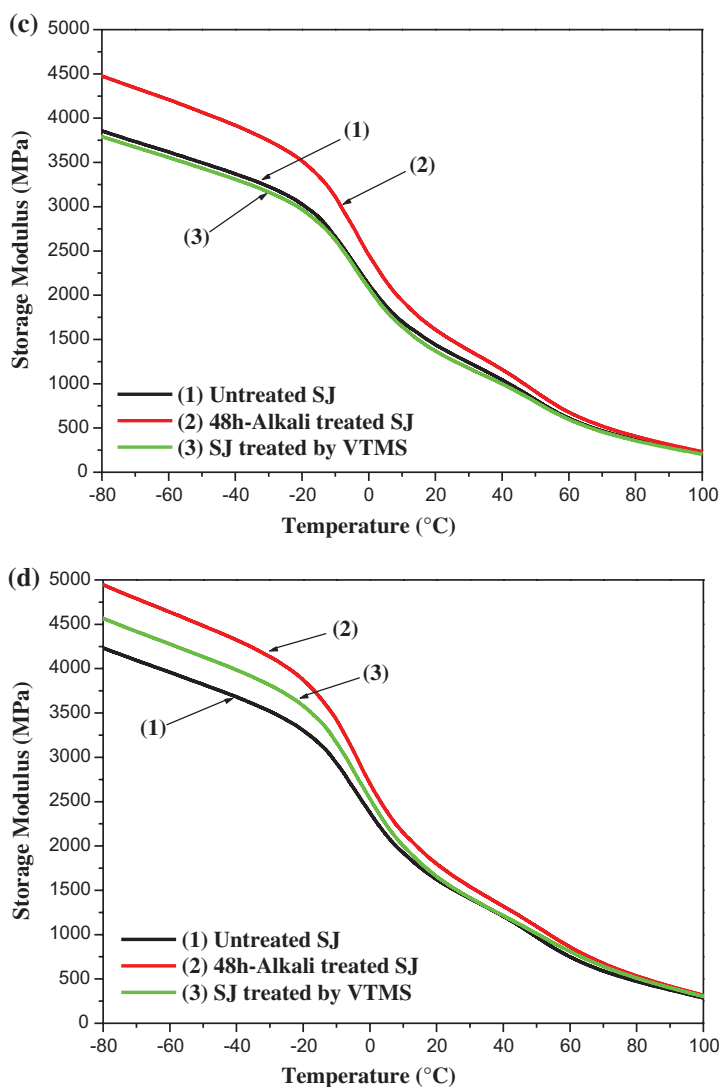 (c)
5000
4500
4000
3500
3000
2500
2000
1500
1000
500
0
Storage Modulus (MPa)
(1)
(2)
(3)
(1) Untreated SJ
(2) 48h-Alkali treated SJ
(3) SJ treated by VTMS
-80 -60 -40 -20 0 20 40 60 80 100
Temperature (°C)
(d)
5000
4500
4000
3500
3000
2500
2000
1500
1000
500
0
Storage Modulus (MPa)
(2)
(3)
(1)
(1) Untreated SJ
(2) 48h-Alkali treated SJ
(3) SJ treated by VTMS
-80 -60 -40 -20 0 20 40 60 80 100
Temperature (°C)